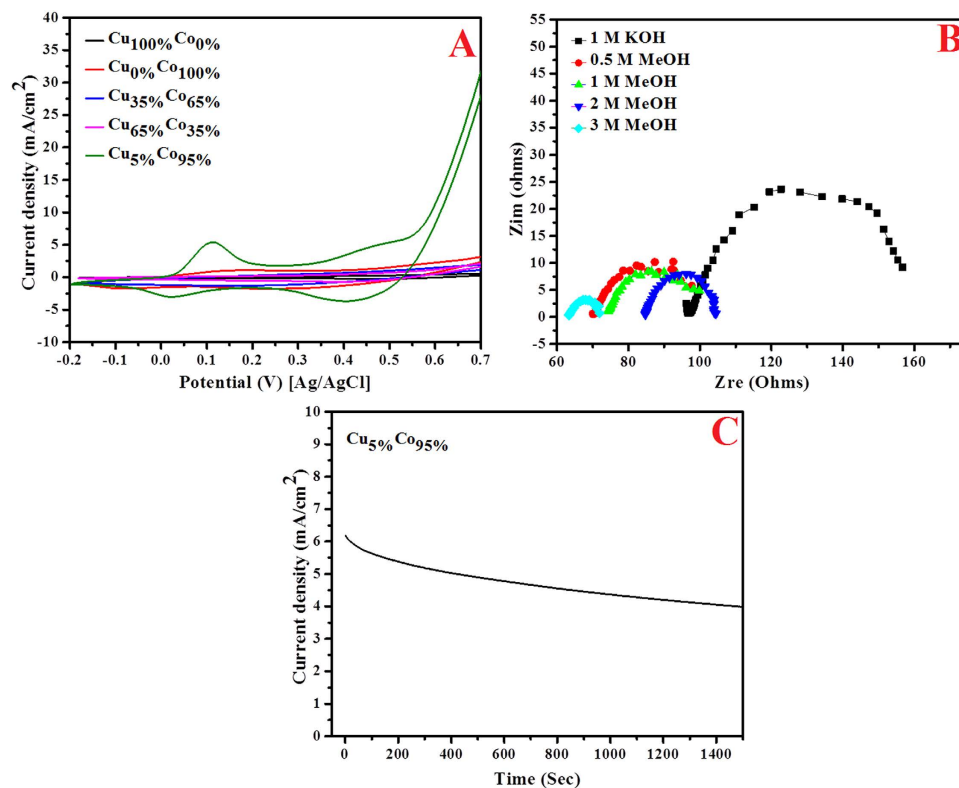 A
Cu100%Co0%
Cu0%Co100%
Cu35%Co65%
Cu65%Co35%
Cu5%Co95%
Current density (mA/cm2)
40
35
30
25
20
15
10
5
0
-5
-10
-0.2 -0.1 0.0 0.1 0.2 0.3 0.4 0.5 0.6 0.7
Potential (V) [Ag/AgCl]
B
1 M KOH
0.5 M MeOH
1 M MeOH
2 M MeOH
3 M MeOH
Zim (ohms)
55
50
45
40
35
30
25
20
15
10
5
0
-5
60 80 100 120 140 160
Zre (Ohms)
C
Cu5%Co95%
Current density (mA/cm2)
10
9
8
7
6
5
4
3
2
1
0
0 200 400 600 800 1000 1200 1400
Time (Sec)